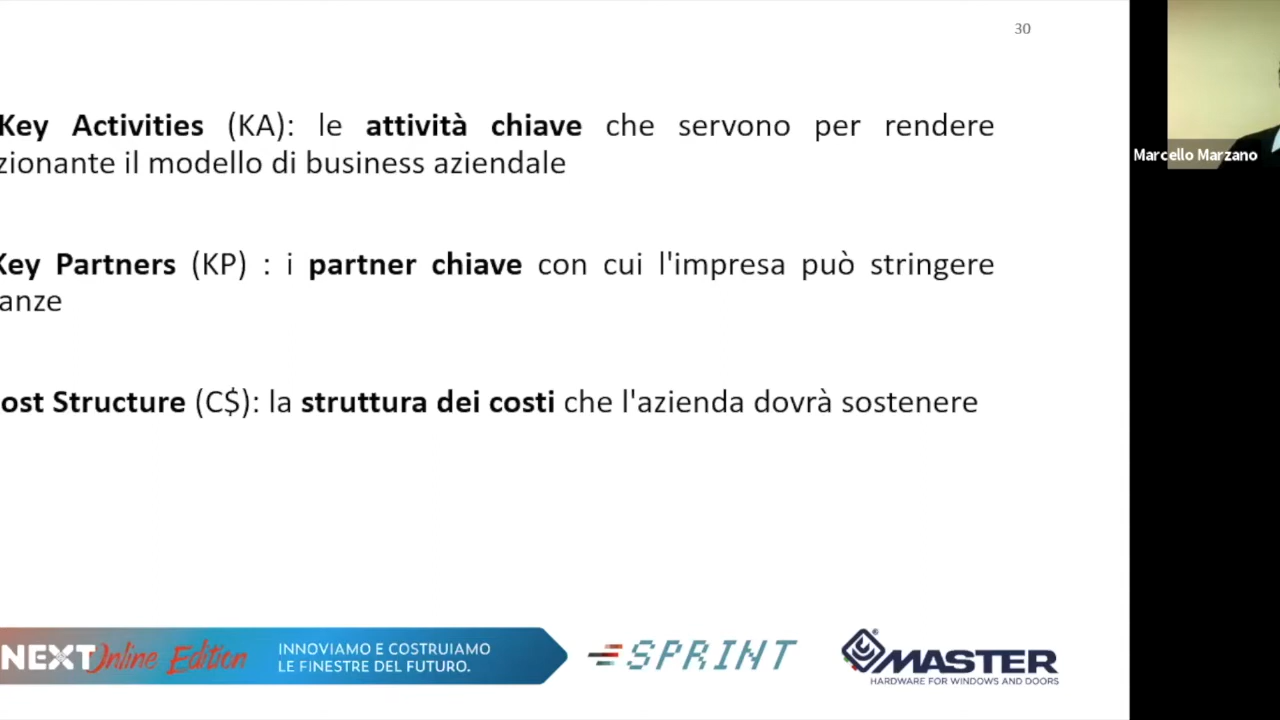 30
Key Activities (KA): le attività chiave che servono per rendere
zionante il modello di business aziendale
Key Partners (KP) : i partner chiave con cui l'impresa può stringere
anze
ost Structure (C$): la struttura dei costi che l'azienda dovrà sostenere
Marcello Marzano
NEXT Online Edition
INNOVIAMO E COSTRUIAMO
LE FINESTRE DEL FUTURO.
SPRINT
MASTER
HARDWARE FOR WINDOWS AND DOORS